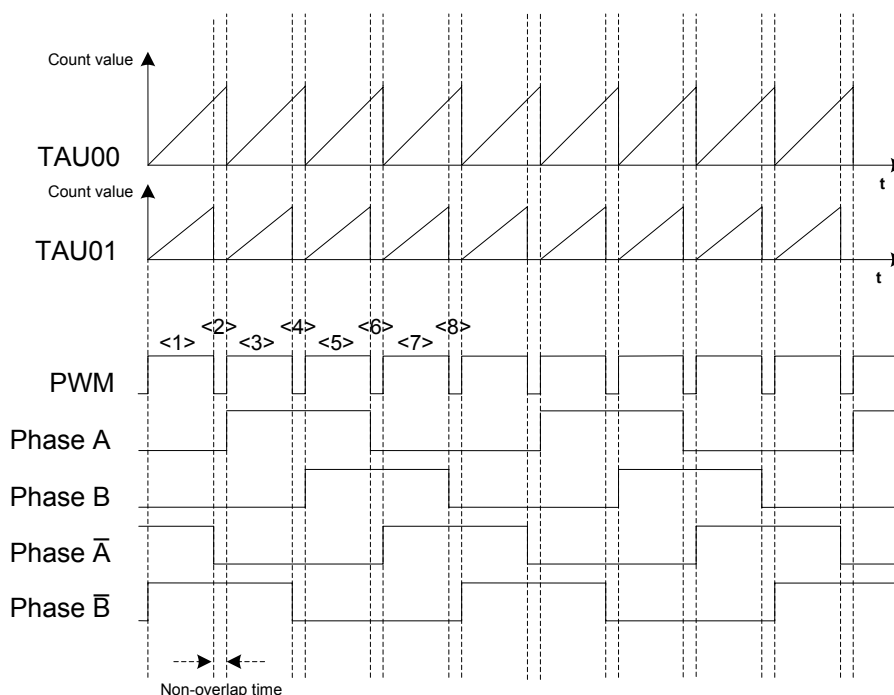 Count value
TAU00
t
Count value
TAU01
t
<1> <2> <3> <4> <5> <6> <7> <8>
PWM
Phase A
Phase B
Phase A̅
Phase B̅
Non-overlap time